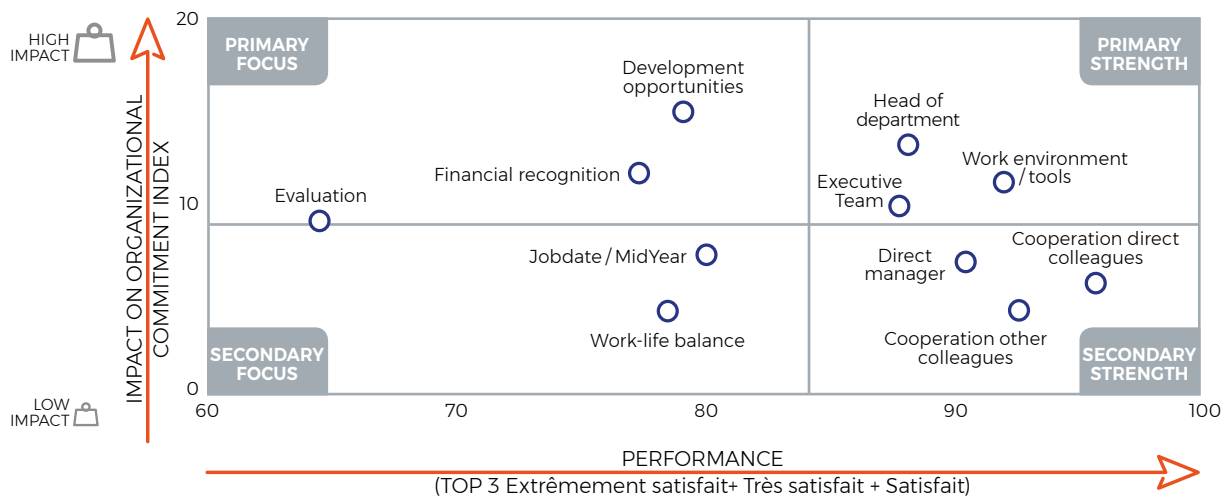 20
HIGH
IMPACT
PRIMARY
FOCUS
PRIMARY
STRENGTH
Development
opportunities
Head of
department
Work environment
/ tools
Financial recognition
Executive
Team
Evaluation
10
IMPACT ON ORGANIZATIONAL
COMMITMENT INDEX
Cooperation direct
colleagues
Jobdate / MidYear
Direct
manager
Work-life balance
Cooperation other
colleagues
SECONDARY
FOCUS
SECONDARY
STRENGTH
0
LOW
IMPACT
60
70
80
90
100
PERFORMANCE
(TOP 3 Extrêmement satisfait+ Très satisfait + Satisfait)